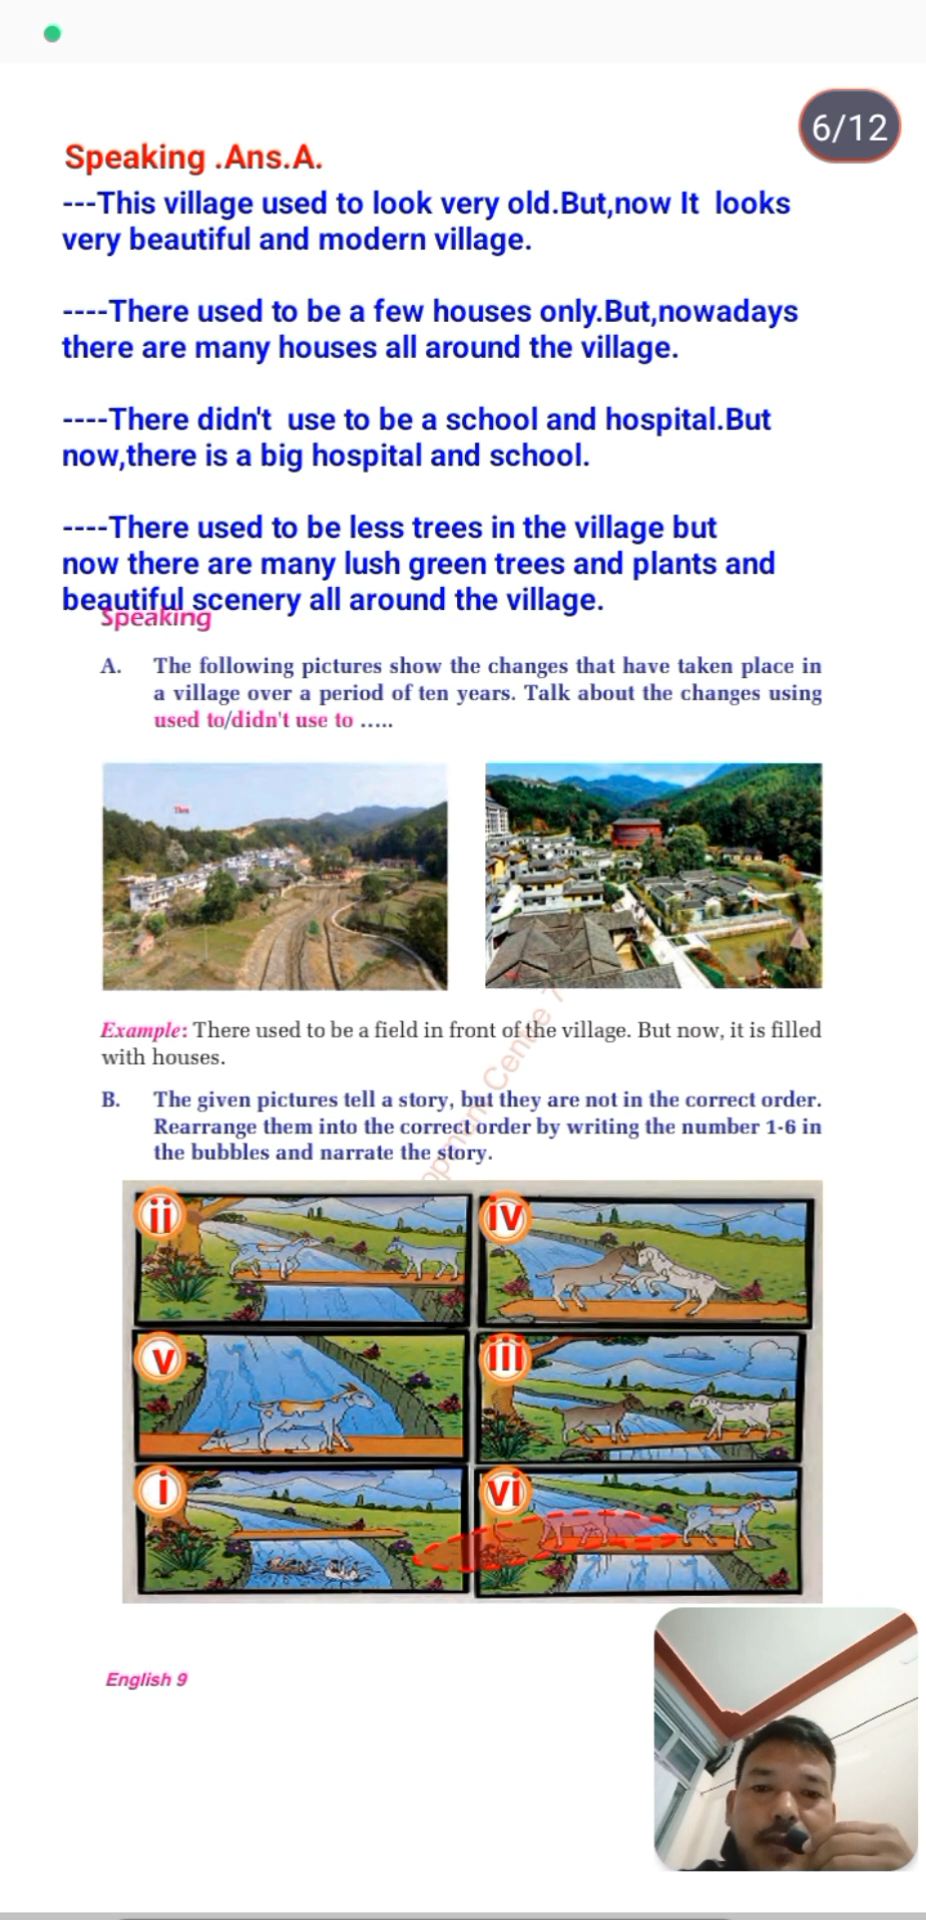 6/12
Speaking .Ans.A.
---This village used to look very old.But,now It  looks
very beautiful and modern village.
----There used to be a few houses only.But,nowadays
there are many houses all around the village.
----There didn't  use to be a school and hospital.But
now,there is a big hospital and school.
----There used to be less trees in the village but
now there are many lush green trees and plants and
beautiful scenery all around the village.
Speaking
A. The following pictures show the changes that have taken place in
a village over a period of ten years. Talk about the changes using
used to/didn't use to .....
Then
Example: There used to be a field in front of the village. But now, it is filled
with houses.
B. The given pictures tell a story, but they are not in the correct order.
Rearrange them into the correct order by writing the number 1-6 in
the bubbles and narrate the story.
ii
iv
v
iii
i
vi
English 9